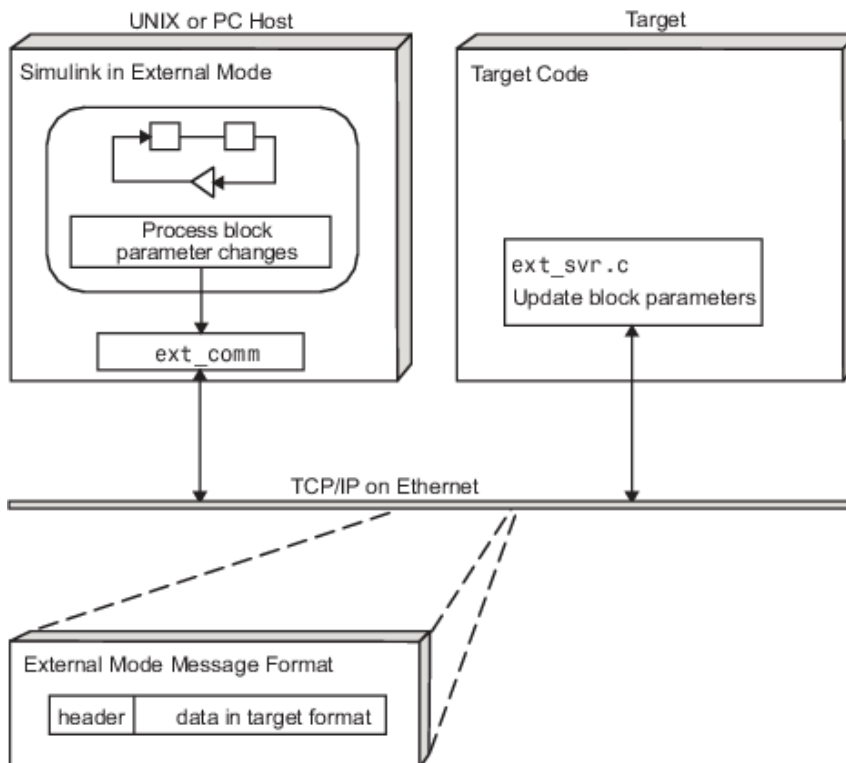 UNIX or PC Host
Simulink in External Mode
Process block
parameter changes
ext_comm
Target
Target Code
ext_svr.c
Update block parameters
TCP/IP on Ethernet
External Mode Message Format
header
data in target format